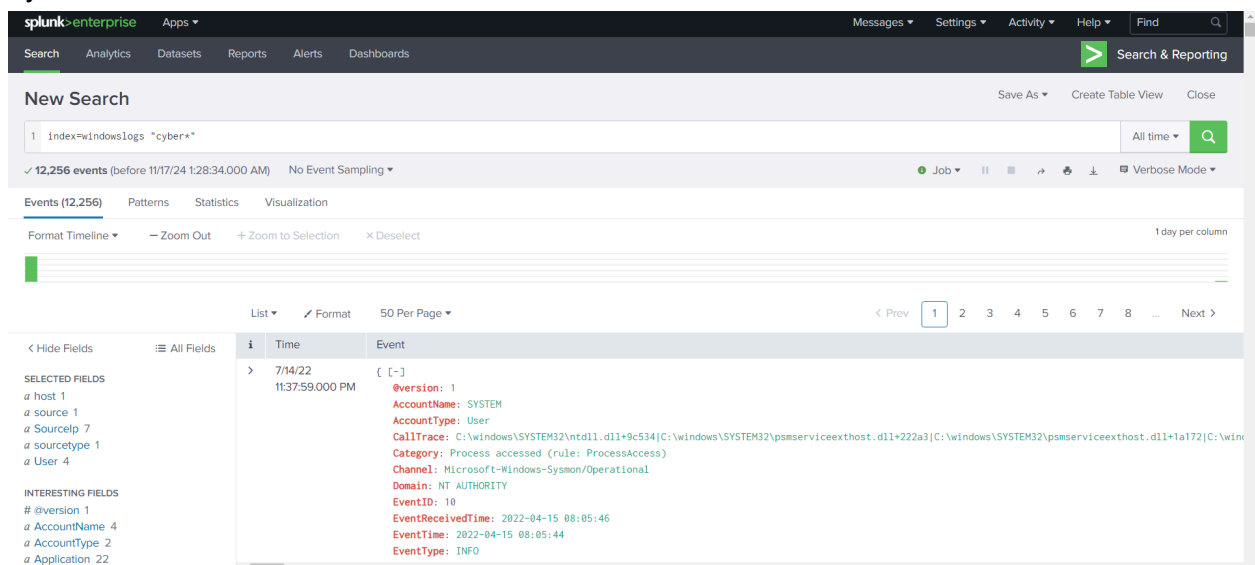 splunk>enterprise Apps ▾ Messages ▾ Settings ▾ Activity ▾ Help ▾ Find
Search Analytics Datasets Reports Alerts Dashboards > Search & Reporting
New Search Save As ▾ Create Table View Close
1 index=windowslogs "cyber*" All time ▾
✓ 12,256 events (before 11/17/24 1:28:34.000 AM) No Event Sampling ▾ Job ▾ Verbose Mode ▾
Events (12,256) Patterns Statistics Visualization
Format Timeline ▾ — Zoom Out + Zoom to Selection × Deselect 1 day per column
List ▾ Format 50 Per Page ▾ < Prev 1 2 3 4 5 6 7 8 ... Next >
< Hide Fields All Fields i Time Event
SELECTED FIELDS
a host 1
a source 1
a SourceIp 7
a sourcetype 1
a User 4
INTERESTING FIELDS
# @version 1
a AccountName 4
a AccountType 2
a Application 22
> 7/14/22
11:37:59.000 PM
{ [-]
@version: 1
AccountName: SYSTEM
AccountType: User
CallTrace: C:\windows\SYSTEM32\ntdll.dll+9c534|C:\windows\SYSTEM32\psmserviceexthost.dll+222a3|C:\windows\SYSTEM32\psmserviceexthost.dll+1a172|C:\wind
Category: Process accessed (rule: ProcessAccess)
Channel: Microsoft-Windows-Sysmon/Operational
Domain: NT AUTHORITY
EventID: 10
EventReceivedTime: 2022-04-15 08:05:46
EventTime: 2022-04-15 08:05:44
EventType: INFO